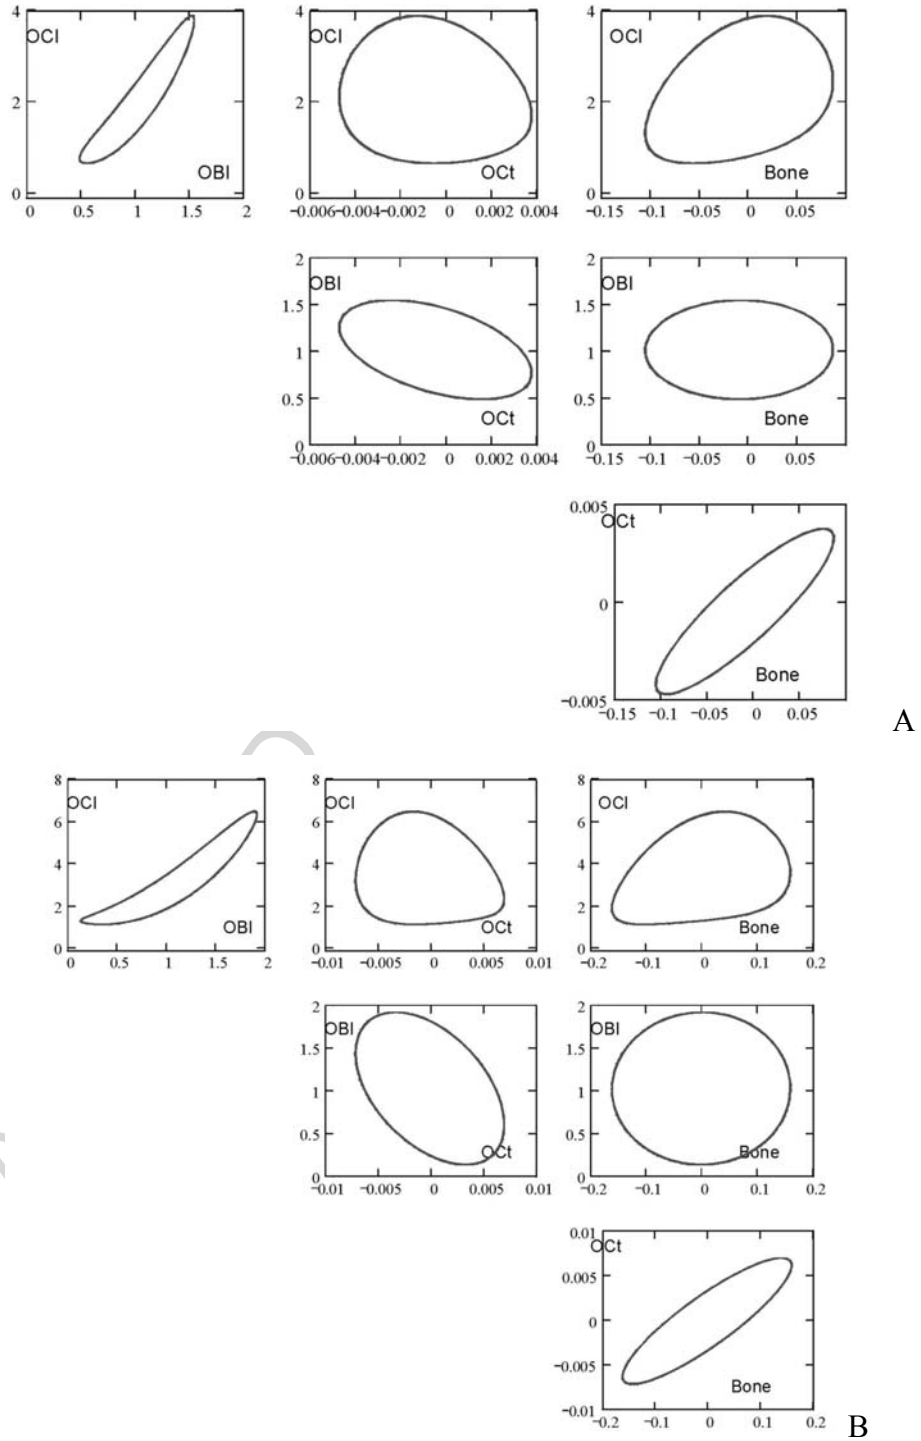 4 OCl 2 OBl 0
0 0.5 1 1.5 2
4 OCl 2 OCt 0
−0.006 −0.004 −0.002 0 0.002 0.004
4 OCl 2 Bone 0
−0.15 −0.1 −0.05 0 0.05
2 OBl 1.5 1 0.5 OCt 0
−0.006 −0.004 −0.002 0 0.002 0.004
2 OBl 1.5 1 0.5 Bone 0
−0.15 −0.1 −0.05 0 0.05
0.005 OCt 0 Bone −0.005
−0.15 −0.1 −0.05 0 0.05
A
8 OCl 6 4 2 OBl 0
0 0.5 1 1.5 2
8 OCl 6 4 2 OCt 0
−0.01 −0.005 0 0.005 0.01
8 OCl 6 4 2 Bone 0
−0.2 −0.1 0 0.1 0.2
2 OBl 1.5 1 0.5 OCt 0
−0.01 −0.005 0 0.005 0.01
2 OBl 1.5 1 0.5 Bone 0
−0.2 −0.1 0 0.1 0.2
0.01 OCt 0.005 0 −0.005 Bone −0.01
−0.2 −0.1 0 0.1 0.2
B